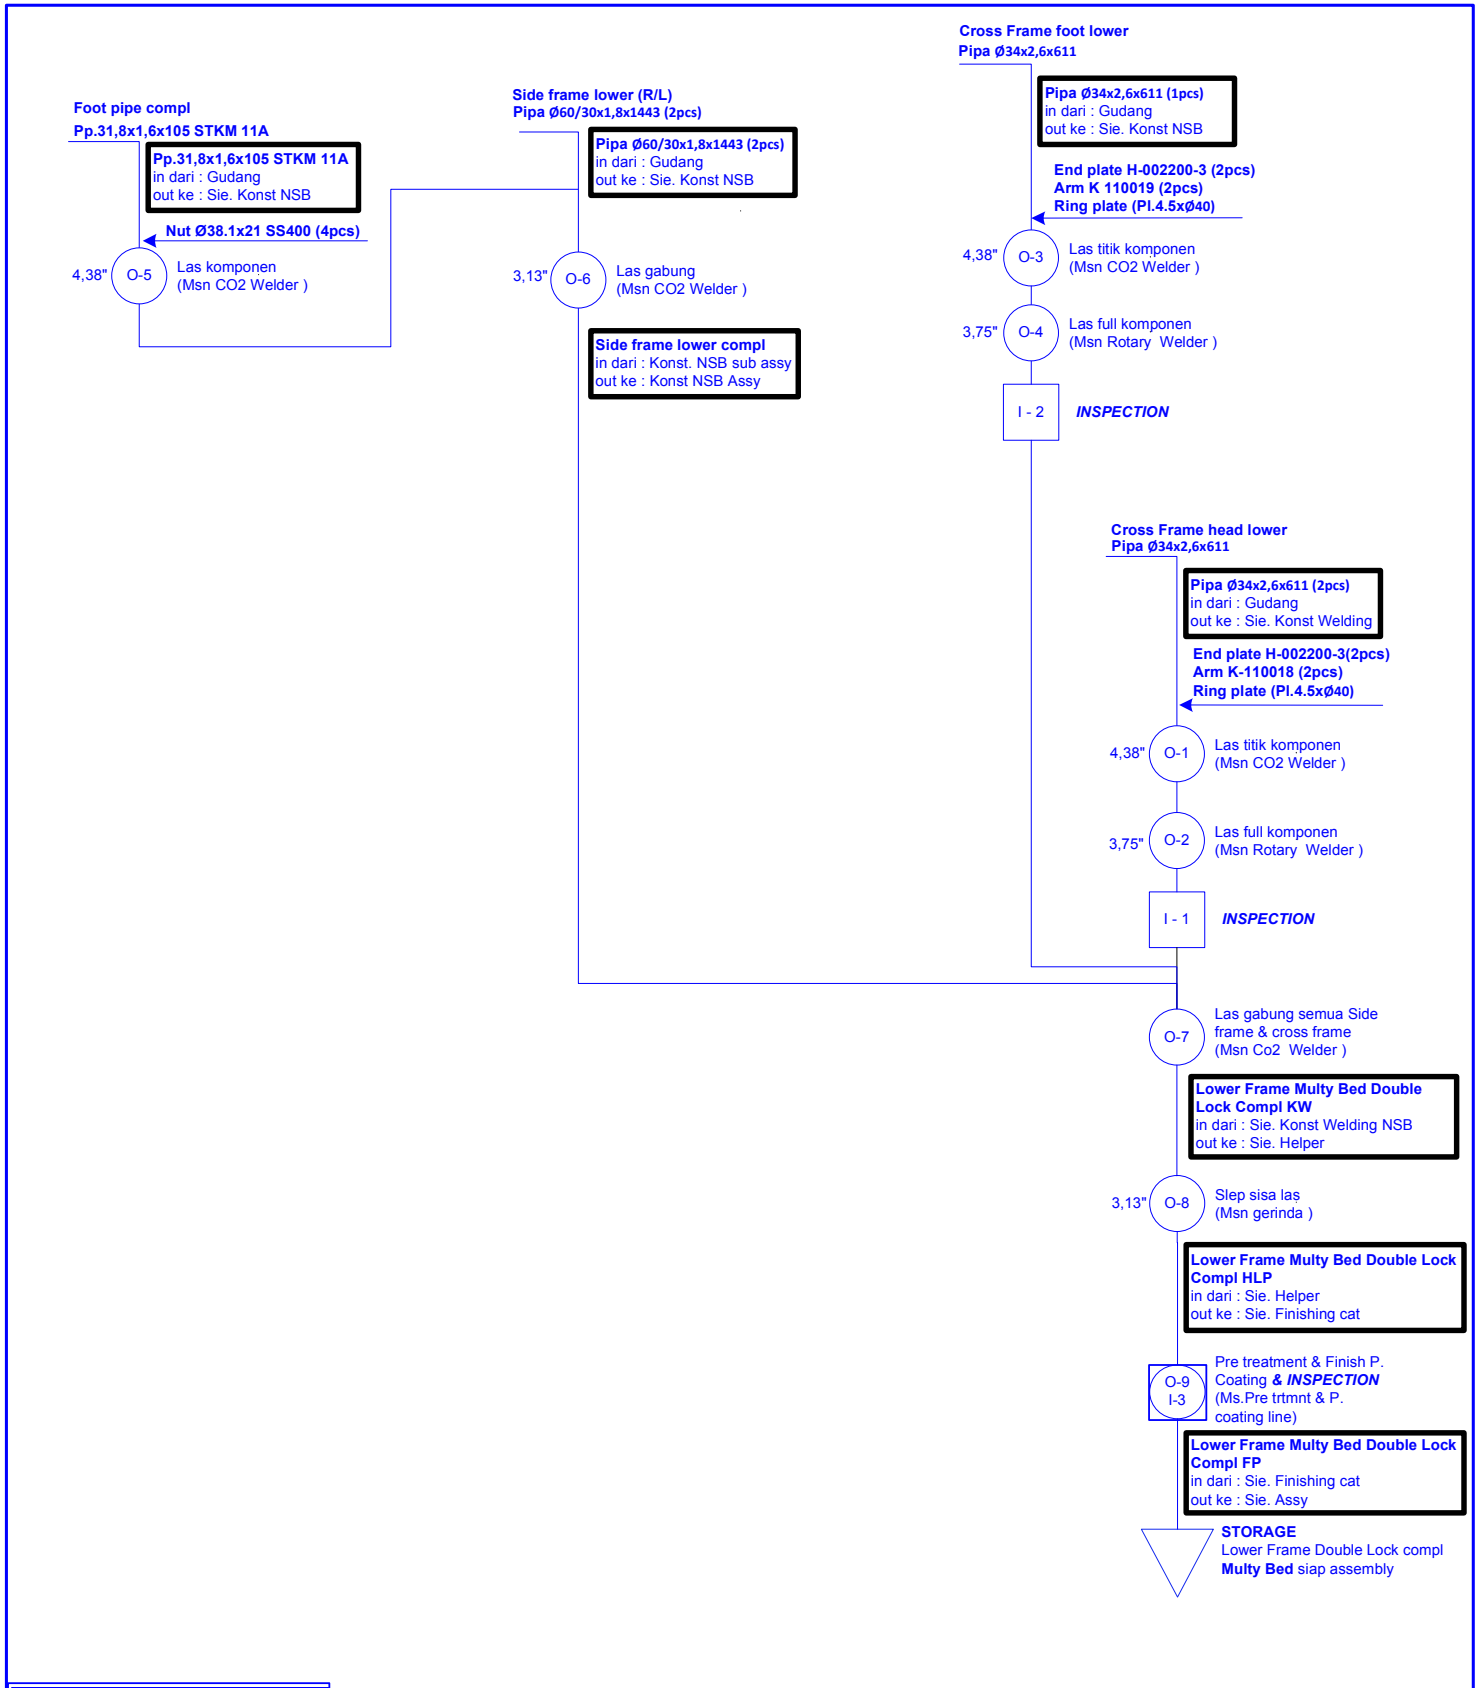 Foot pipe compl
Pp.31,8x1,6x105 STKM 11A
Pp.31,8x1,6x105 STKM 11A
in dari : Gudang
out ke : Sie. Konst NSB
Nut Ø38.1x21 SS400 (4pcs)
4,38"
O-5
Las komponen
(Msn CO2 Welder )
Side frame lower (R/L)
Pipa Ø60/30x1,8x1443 (2pcs)
Pipa Ø60/30x1,8x1443 (2pcs)
in dari : Gudang
out ke : Sie. Konst NSB
3,13"
O-6
Las gabung
(Msn CO2 Welder )
Side frame lower compl
in dari : Konst. NSB sub assy
out ke : Konst NSB Assy
Cross Frame foot lower
Pipa Ø34x2,6x611
Pipa Ø34x2,6x611 (1pcs)
in dari : Gudang
out ke : Sie. Konst NSB
End plate H-002200-3 (2pcs)
Arm K 110019 (2pcs)
Ring plate (Pl.4.5xØ40)
4,38"
O-3
Las titik komponen
(Msn CO2 Welder )
3,75"
O-4
Las full komponen
(Msn Rotary Welder )
I - 2
INSPECTION
Cross Frame head lower
Pipa Ø34x2,6x611
Pipa Ø34x2,6x611 (2pcs)
in dari : Gudang
out ke : Sie. Konst Welding
End plate H-002200-3(2pcs)
Arm K-110018 (2pcs)
Ring plate (Pl.4.5xØ40)
4,38"
O-1
Las titik komponen
(Msn CO2 Welder )
3,75"
O-2
Las full komponen
(Msn Rotary Welder )
I - 1
INSPECTION
O-7
Las gabung semua Side
frame & cross frame
(Msn Co2 Welder )
Lower Frame Multy Bed Double
Lock Compl KW
in dari : Sie. Konst Welding NSB
out ke : Sie. Helper
3,13"
O-8
Slep sisa las
(Msn gerinda )
Lower Frame Multy Bed Double Lock
Compl HLP
in dari : Sie. Helper
out ke : Sie. Finishing cat
O-9
I-3
Pre treatment & Finish P.
Coating & INSPECTION
(Ms.Pre trtmnt & P.
coating line)
Lower Frame Multy Bed Double Lock
Compl FP
in dari : Sie. Finishing cat
out ke : Sie. Assy
STORAGE
Lower Frame Double Lock compl
Multy Bed siap assembly